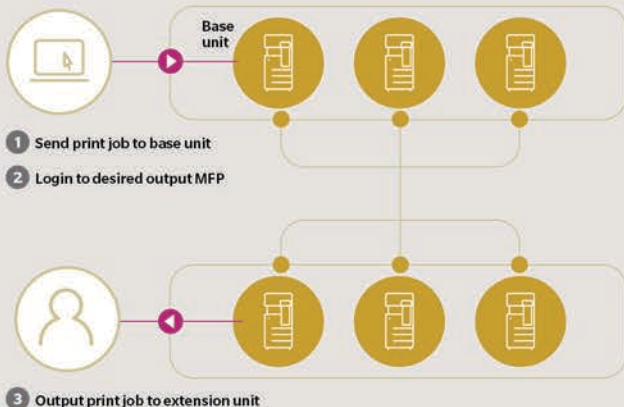 Base
unit
1 Send print job to base unit
2 Login to desired output MFP
3 Output print job to extension unit